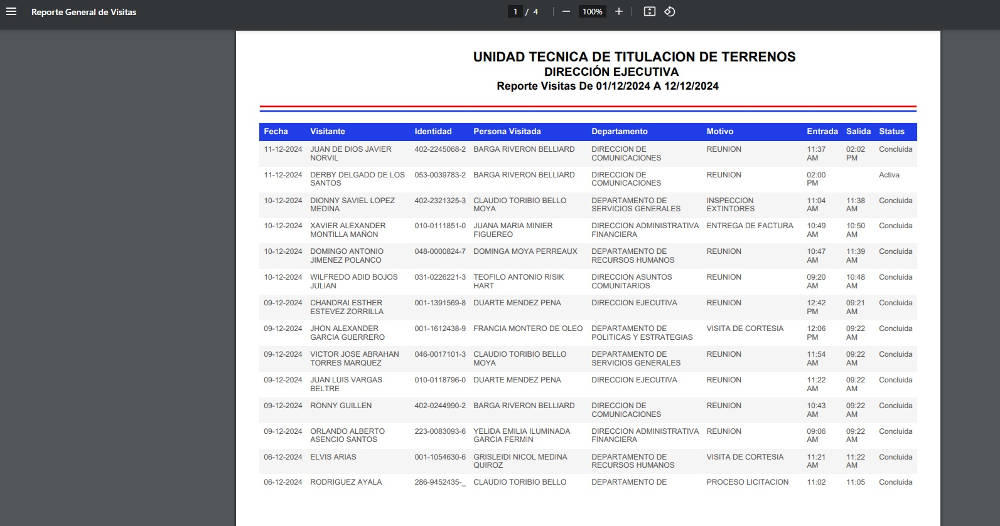 Reporte General de Visitas
1 / 4
100%
UNIDAD TECNICA DE TITULACION DE TERRENOS
DIRECCIÓN EJECUTIVA
Reporte Visitas De 01/12/2024 A 12/12/2024
Fecha Visitante Identidad Persona Visitada Departamento Motivo Entrada Salida Status
11-12-2024 JUAN DE DIOS JAVIER 402-2245068-2 BARGA RIVERON BELLIARD DIRECCION DE REUNION 11:37 02:02 Concluida
NORVIL COMUNICACIONES AM PM
11-12-2024 DERBY DELGADO DE LOS 053-0039783-2 BARGA RIVERON BELLIARD DIRECCION DE REUNION 02:00 Activa
SANTOS COMUNICACIONES PM
10-12-2024 DIONNY SAVIEL LOPEZ 402-2321325-3 CLAUDIO TORIBIO BELLO DEPARTAMENTO DE INSPECCION 11:04 11:38 Concluida
MEDINA MOYA SERVICIOS GENERALES EXTINTORES AM AM
10-12-2024 XAVIER ALEXANDER 010-0111851-0 JUANA MARIA MINIER DIRECCION ADMINISTRATIVA ENTREGA DE FACTURA 10:49 10:50 Concluida
MONTILLA MAÑON FIGUEREO FINANCIERA AM AM
10-12-2024 DOMINGO ANTONIO 048-0000824-7 DOMINGA MOYA PERREAUX DEPARTAMENTO DE REUNION 10:47 11:39 Concluida
JIMENEZ POLANCO RECURSOS HUMANOS AM AM
10-12-2024 WILFREDO ADID BOJOS 031-0226221-3 TEOFILO ANTONIO RISIK DIRECCION ASUNTOS REUNION 09:20 10:48 Concluida
JULIAN HART COMUNITARIOS AM AM
09-12-2024 CHANDRAI ESTHER 001-1391569-8 DUARTE MENDEZ PENA DIRECCION EJECUTIVA REUNION 12:42 09:21 Concluida
ESTEVEZ ZORRILLA PM AM
09-12-2024 JHON ALEXANDER 001-1612438-9 FRANCIA MONTERO DE OLEO DEPARTAMENTO DE VISITA DE CORTESIA 12:06 09:22 Concluida
GARCIA GUERRERO POLITICAS Y ESTRATEGIAS PM AM
09-12-2024 VICTOR JOSE ABRAHAN 046-0017101-3 CLAUDIO TORIBIO BELLO DEPARTAMENTO DE REUNION 11:54 09:22 Concluida
TORRES MARQUEZ MOYA SERVICIOS GENERALES AM AM
09-12-2024 JUAN LUIS VARGAS 010-0118796-0 DUARTE MENDEZ PENA DIRECCION EJECUTIVA REUNION 11:22 09:22 Concluida
BELTRE AM AM
09-12-2024 RONNY GUILLEN 402-0244990-2 BARGA RIVERON BELLIARD DIRECCION DE REUNION 10:43 09:22 Concluida
COMUNICACIONES AM AM
09-12-2024 ORLANDO ALBERTO 223-0083093-6 YELIDA EMILIA ILUMINADA DIRECCION ADMINISTRATIVA REUNION 09:06 09:22 Concluida
ASENCIO SANTOS GARCIA FERMIN FINANCIERA AM AM
06-12-2024 ELVIS ARIAS 001-1054630-6 GRISLEIDI NICOL MEDINA DEPARTAMENTO DE VISITA DE CORTESIA 11:21 11:22 Concluida
QUIROZ RECURSOS HUMANOS AM AM
06-12-2024 RODRIGUEZ AYALA 286-9452435-_ CLAUDIO TORIBIO BELLO DEPARTAMENTO DE PROCESO LICITACION 11:02 11:05 Concluida